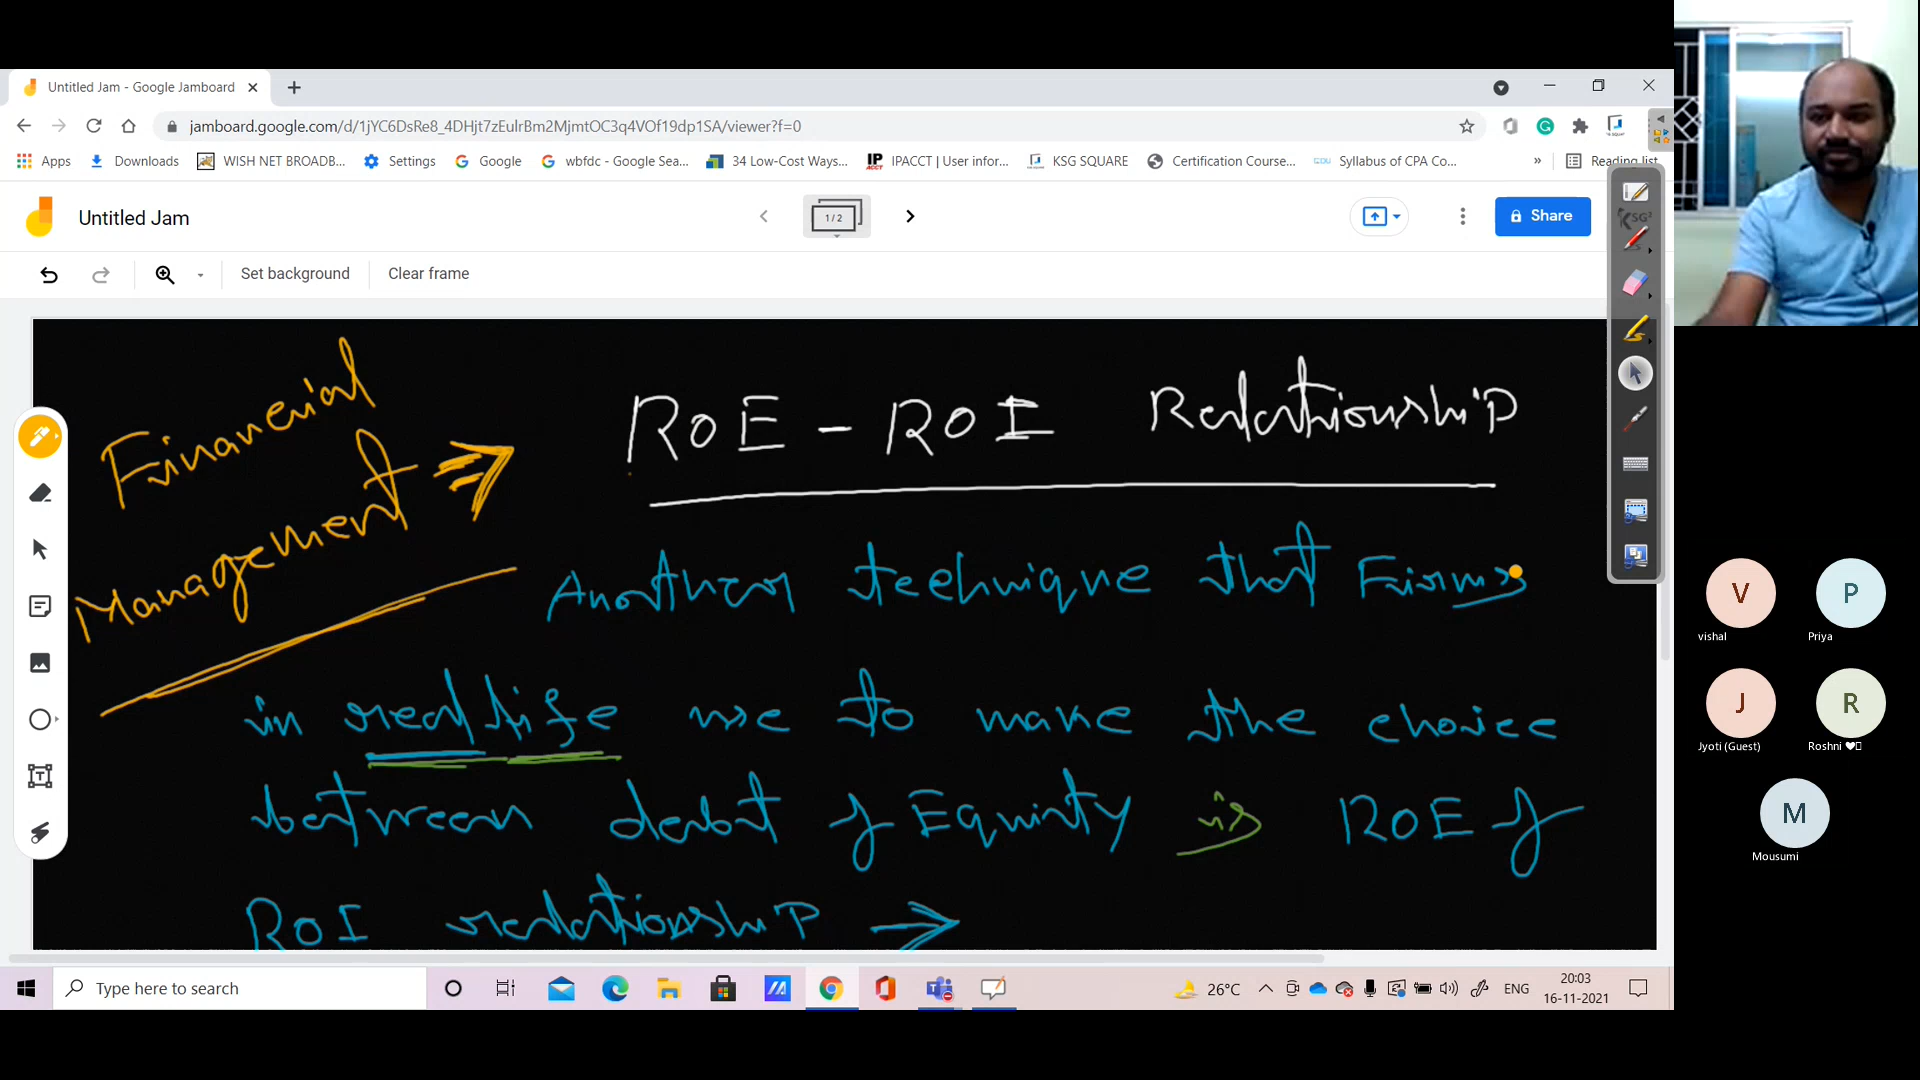 Untitled Jam - Google Jamboard
jamboard.google.com/d/1jYC6DsRe8_4DHjt7zEulrBm2MjmtOC3q4VOf19dp1SA/viewer?f=0
Apps Downloads WISH NET BROADB... Settings Google wbfdc - Google Sea... 34 Low-Cost Ways... IPACCT | User infor... KSG SQUARE Certification Course... Syllabus of CPA Co... » Reading list
Untitled Jam
1 / 2
Share
Set background
Clear frame
Financial
Management
ROE - ROI Relationship
Another technique that Firms
in real life use to make the choice
between debt & Equity is ROE &
ROI relationship →
V
vishal
P
Priya
J
Jyoti (Guest)
R
Roshni
M
Mousumi
Type here to search
26°C
ENG
20:03
16-11-2021